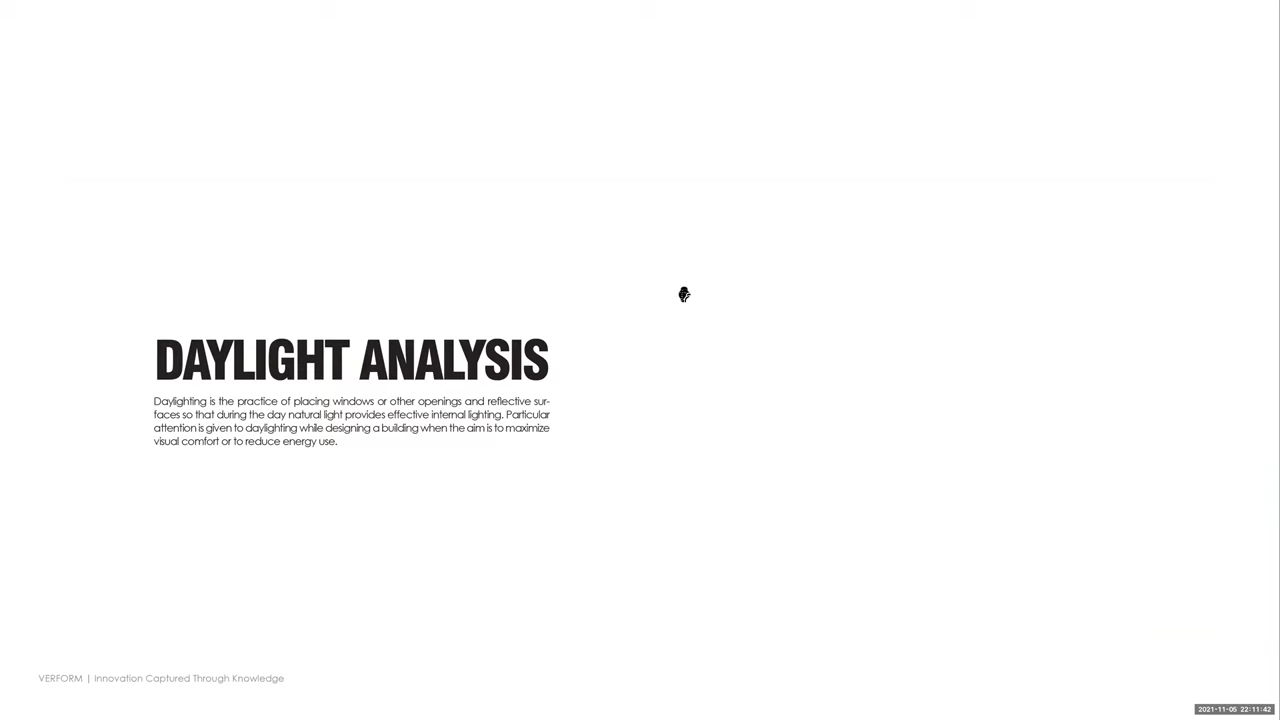 DAYLIGHT ANALYSIS
Daylighting is the practice of placing windows or other openings and reflective sur-
faces so that during the day natural light provides effective internal lighting. Particular
attention is given to daylighting while designing a building when the aim is to maximize
visual comfort or to reduce energy use.
VERFORM | Innovation Captured Through Knowledge
2021-11-05 22:11:42